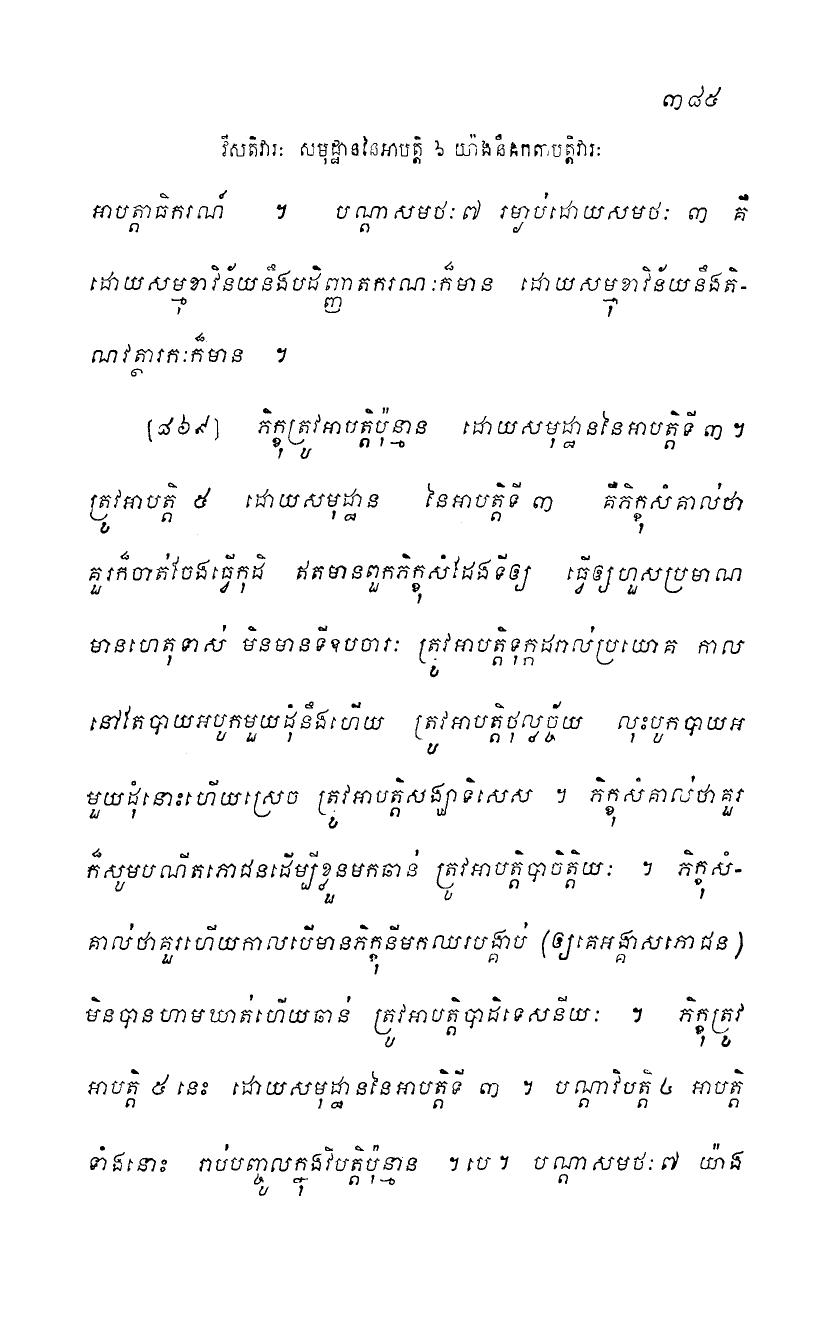 ៣៨៥
វីសតិវារៈ សមុដ្ឋាននៃអាបត្តិ ៦ យ៉ាងនឹងកតាបត្តិវារៈ
អាបត្តាធិករណ៍ ។ បណ្តាសមថៈ ៧ រម្ងាប់ដោយសមថៈ ៣ គឺ
ដោយសម្មុខាវិន័យនឹងបដិញ្ញាតករណៈក៏មាន ដោយសម្មុខាវិន័យនឹងតិ-
ណវត្ថារកៈក៏មាន ។
[៨៦៩] ភិក្ខុត្រូវអាបត្តិប៉ុន្មាន ដោយសមុដ្ឋាននៃអាបត្តិទី ៣ ។
ត្រូវអាបត្តិ ៥ ដោយសមុដ្ឋាន នៃអាបត្តិទី ៣ គឺភិក្ខុសំគាល់ថា
គួរក៏ចាត់ចែងធ្វើកុដិ ឥតមានពួកភិក្ខុសំដែងទីឲ្យ ធ្វើឲ្យហួសប្រមាណ
មានហេតុទាស់ មិនមានទីឧបចារៈ ត្រូវអាបត្តិទុក្កដរាល់ប្រយោគ កាល
នៅតែបាយអបូកមួយដុំនឹងហើយ ត្រូវអាបត្តិថុល្លច្ច័យ លុះបូកបាយអ
មួយដុំនោះហើយស្រេច ត្រូវអាបត្តិសង្ឃាទិសេស ។ ភិក្ខុសំគាល់ថាគួរ
ក៏សូមបណីតភោជនដើម្បីខ្លួនមកឆាន់ ត្រូវអាបត្តិបាចិត្តិយៈ ។ ភិក្ខុសំ-
គាល់ថាគួរហើយកាលបើមានភិក្ខុនីមកឈរបង្គាប់ (ឲ្យគេអង្គាសភោជន)
មិនបានហាមឃាត់ហើយឆាន់ ត្រូវអាបត្តិបាដិទេសនីយៈ ។ ភិក្ខុត្រូវ
អាបត្តិ ៥ នេះ ដោយសមុដ្ឋាននៃអាបត្តិទី ៣ ។ បណ្តាវិបត្តិ ៤ អាបត្តិ
ទាំងនោះ រាប់បញ្ចូលក្នុងវិបត្តិប៉ុន្មាន ។ បេ ។ បណ្តាសមថៈ ៧ យ៉ាង